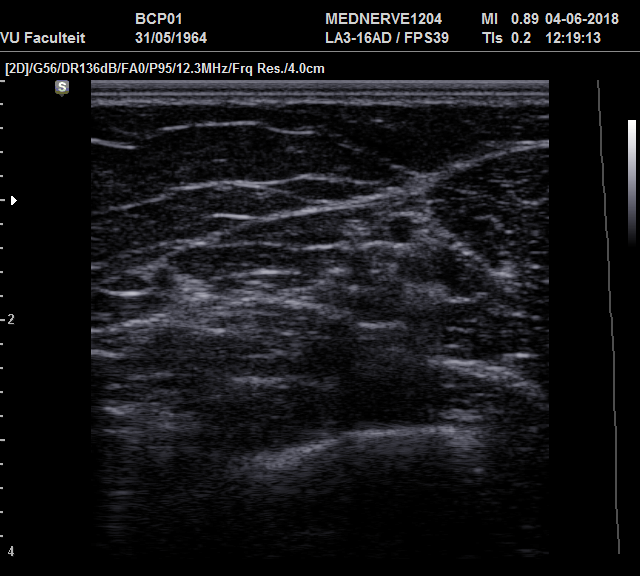 BCP01 MEDNERVE1204 MI 0.89 04-06-2018
VU Faculteit 31/05/1964 LA3-16AD / FPS39 TIs 0.2 12:19:13
[2D]/G56/DR136dB/FA0/P95/12.3MHz/Frq Res./4.0cm
S
2
4